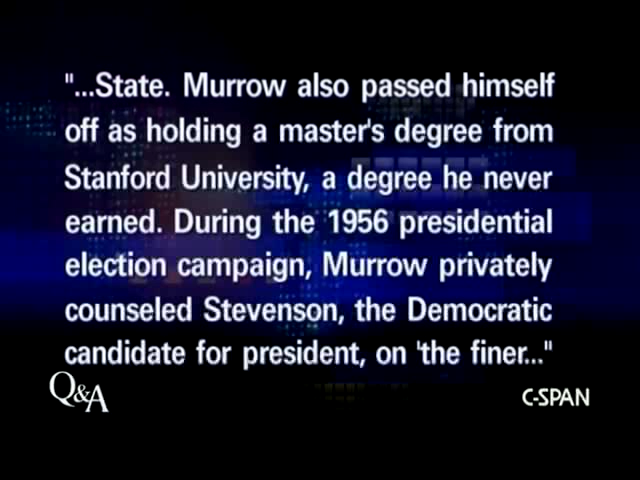 "...State. Murrow also passed himself
off as holding a master's degree from
Stanford University, a degree he never
earned. During the 1956 presidential
election campaign, Murrow privately
counseled Stevenson, the Democratic
candidate for president, on 'the finer..."
Q&A
C-SPAN